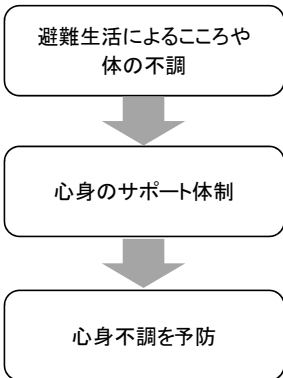 避難生活によるこころや
体の不調
心身のサポート体制
心身不調を予防